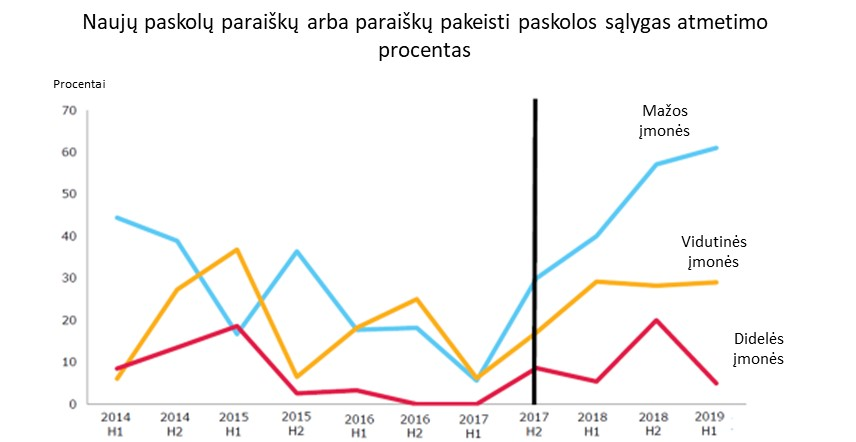 Naujų paskolų paraiškų arba paraiškų pakeisti paskolos sąlygas atmetimo
procentas
Procentai
70
60
50
40
30
20
10
0
Mažos
įmonės
Vidutinės
įmonės
Didelės
įmonės
2014 2014 2015 2015 2016 2016 2017 2017 2018 2018 2019
H1 H2 H1 H2 H1 H2 H1 H2 H1 H2 H1